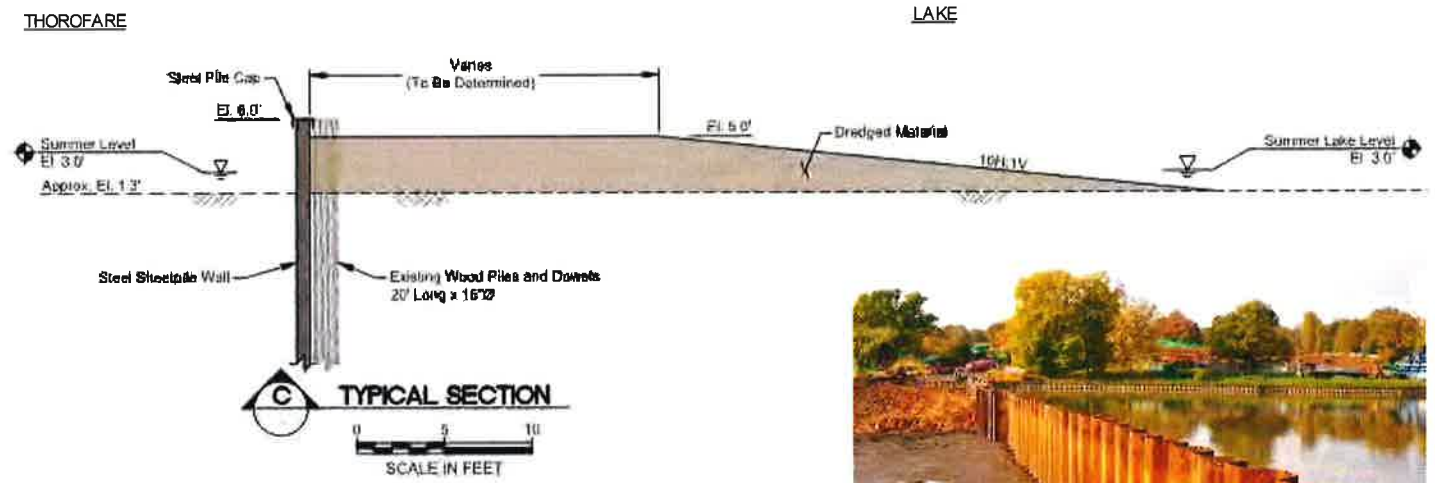 THOROFARE
LAKE
Steel Pile Cap
Varies
(To Be Determined)
El. 6.0'
El. 5.0'
Dredged Material
Summer Level
El 3.0'
10H:1V
Summer Lake Level
El 3.0'
Approx. El. 1.3'
Steel Sheetpile Wall
Existing Wood Piles and Dowels
20' Long x 16"Ø
C TYPICAL SECTION
0 5 10
SCALE IN FEET